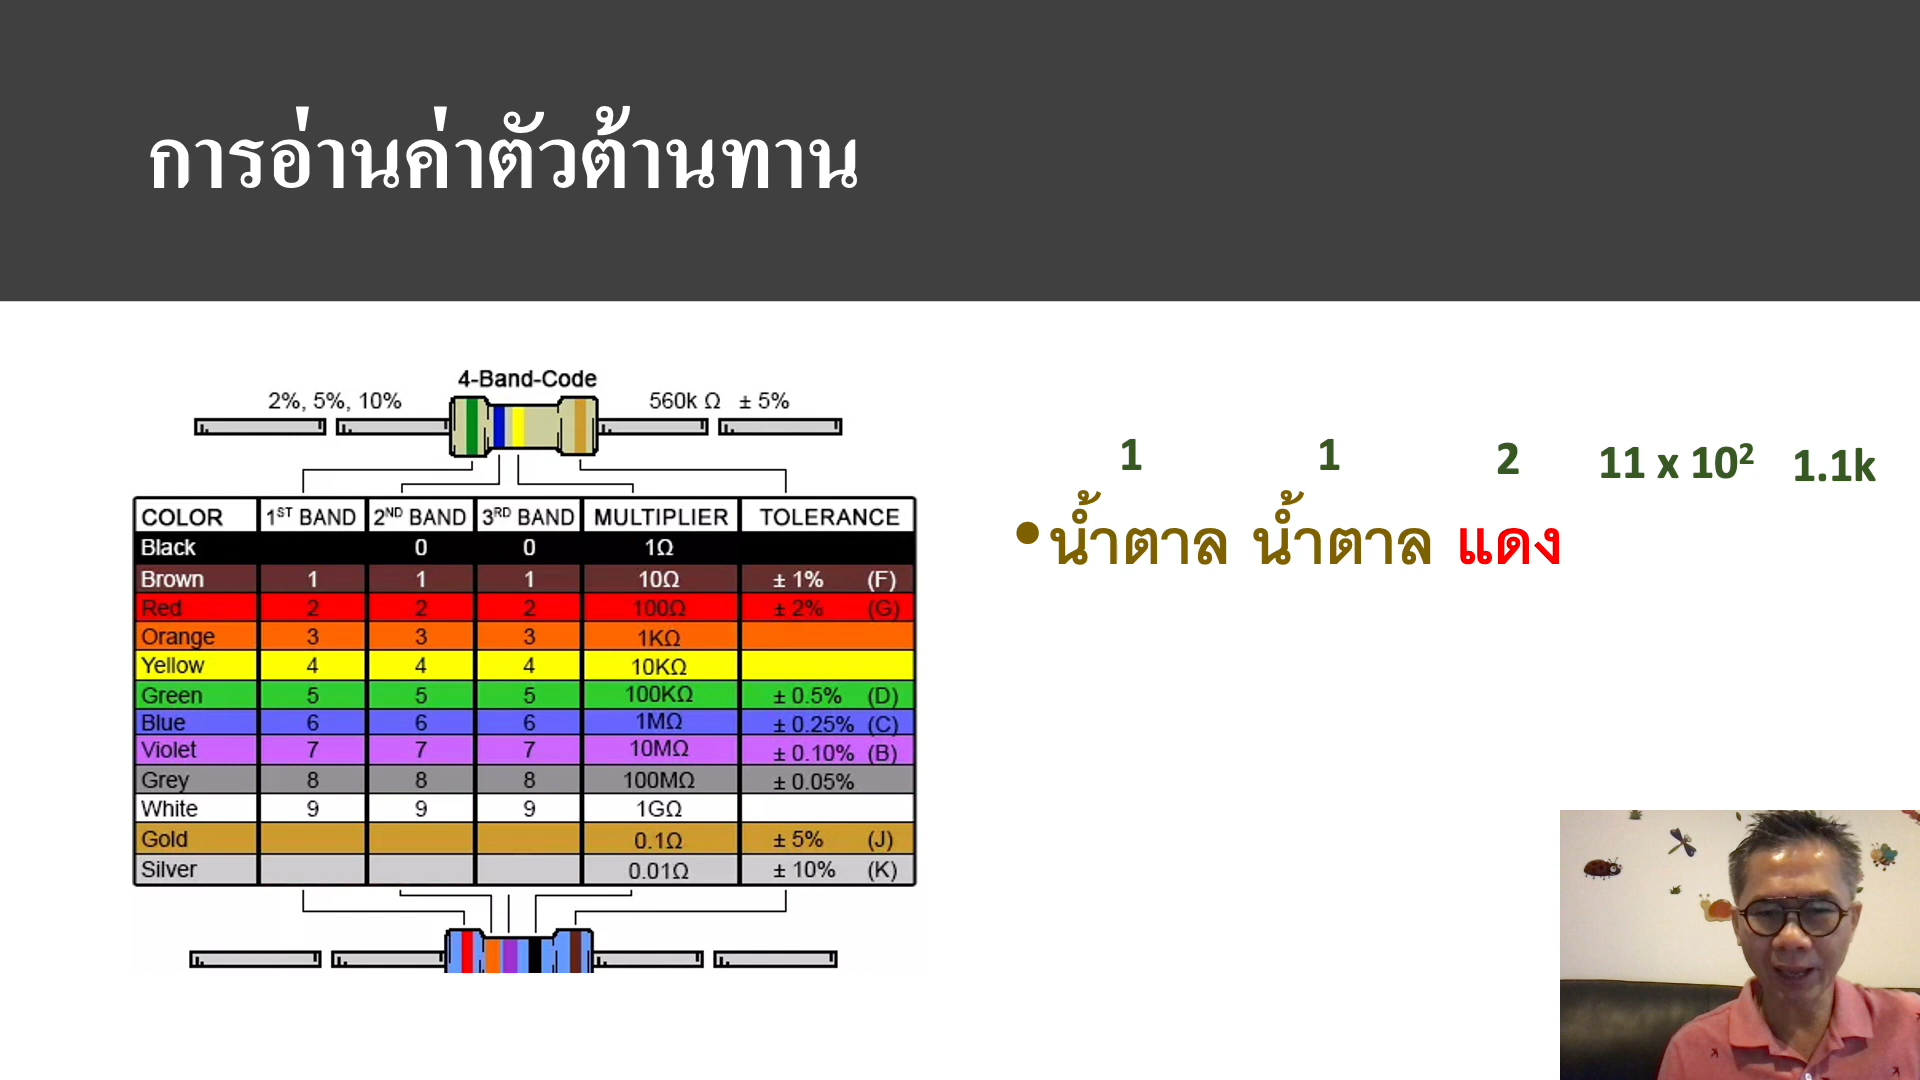 การอ่านค่าตัวต้านทาน
4-Band-Code
2%, 5%, 10% 560k Ω ± 5%
COLOR 1ST BAND 2ND BAND 3RD BAND MULTIPLIER TOLERANCE
Black 0 0 1Ω
Brown 1 1 1 10Ω ± 1% (F)
Red 2 2 2 100Ω ± 2% (G)
Orange 3 3 3 1KΩ
Yellow 4 4 4 10KΩ
Green 5 5 5 100KΩ ± 0.5% (D)
Blue 6 6 6 1MΩ ± 0.25% (C)
Violet 7 7 7 10MΩ ± 0.10% (B)
Grey 8 8 8 100MΩ ± 0.05%
White 9 9 9 1GΩ
Gold 0.1Ω ± 5% (J)
Silver 0.01Ω ± 10% (K)
1 1 2 11 x 10² 1.1k
•น้ำตาล น้ำตาล แดง